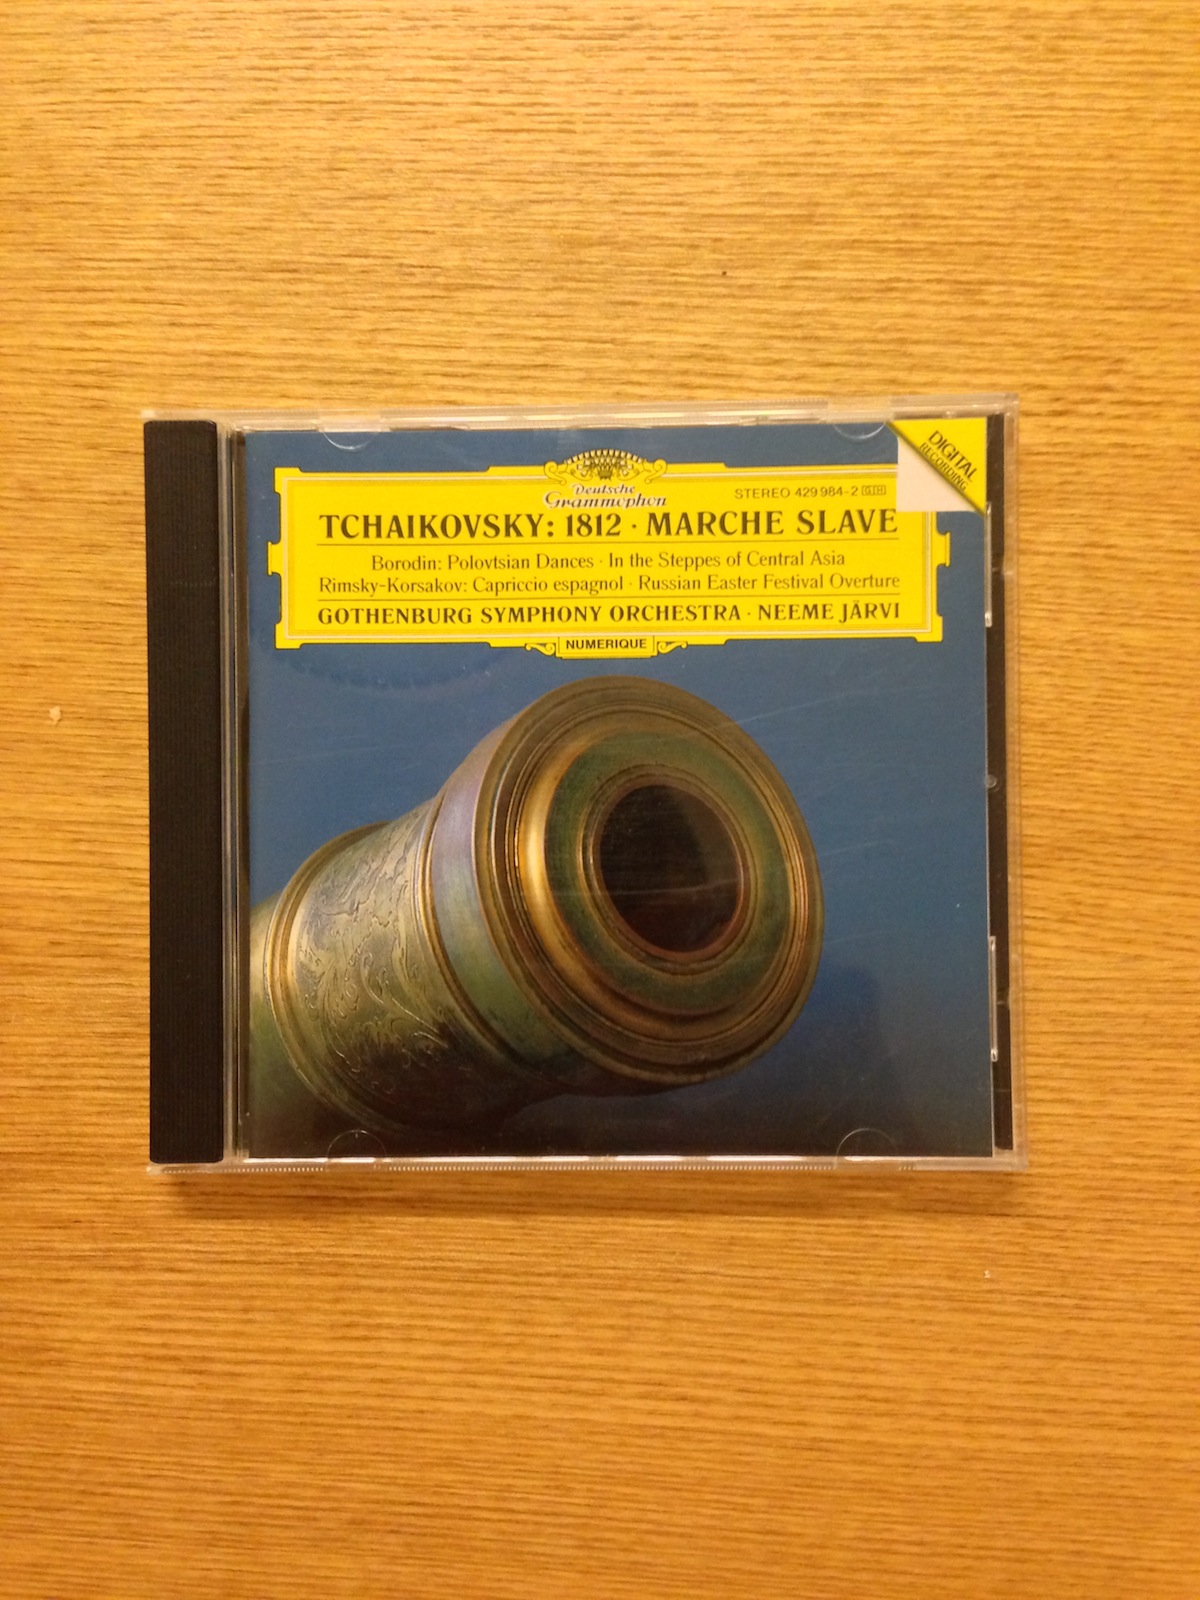 DIGITAL
RECORDING
Deutsche
Grammophon
STEREO 429 984-2 GH
TCHAIKOVSKY: 1812 · MARCHE SLAVE
Borodin: Polovtsian Dances · In the Steppes of Central Asia
Rimsky-Korsakov: Capriccio espagnol · Russian Easter Festival Overture
GOTHENBURG SYMPHONY ORCHESTRA · NEEME JÄRVI
NUMERIQUE